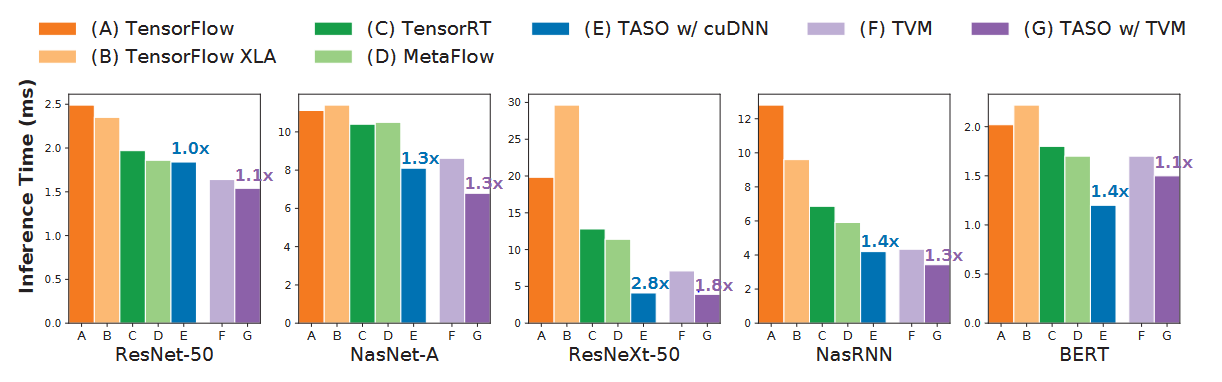 (A) TensorFlow (C) TensorRT (E) TASO w/ cuDNN (F) TVM (G) TASO w/ TVM
(B) TensorFlow XLA (D) MetaFlow
Inference Time (ms)
2.5
2.0
1.5
1.0
0.5
0.0
1.0x
1.1x
A B C D E F G
ResNet-50
10
8
6
4
2
0
1.3x
1.3x
A B C D E F G
NasNet-A
30
25
20
15
10
5
0
2.8x
1.8x
A B C D E F G
ResNeXt-50
12
10
8
6
4
2
0
1.4x
1.3x
A B C D E F G
NasRNN
2.0
1.5
1.0
0.5
0.0
1.4x
1.1x
A B C D E F G
BERT